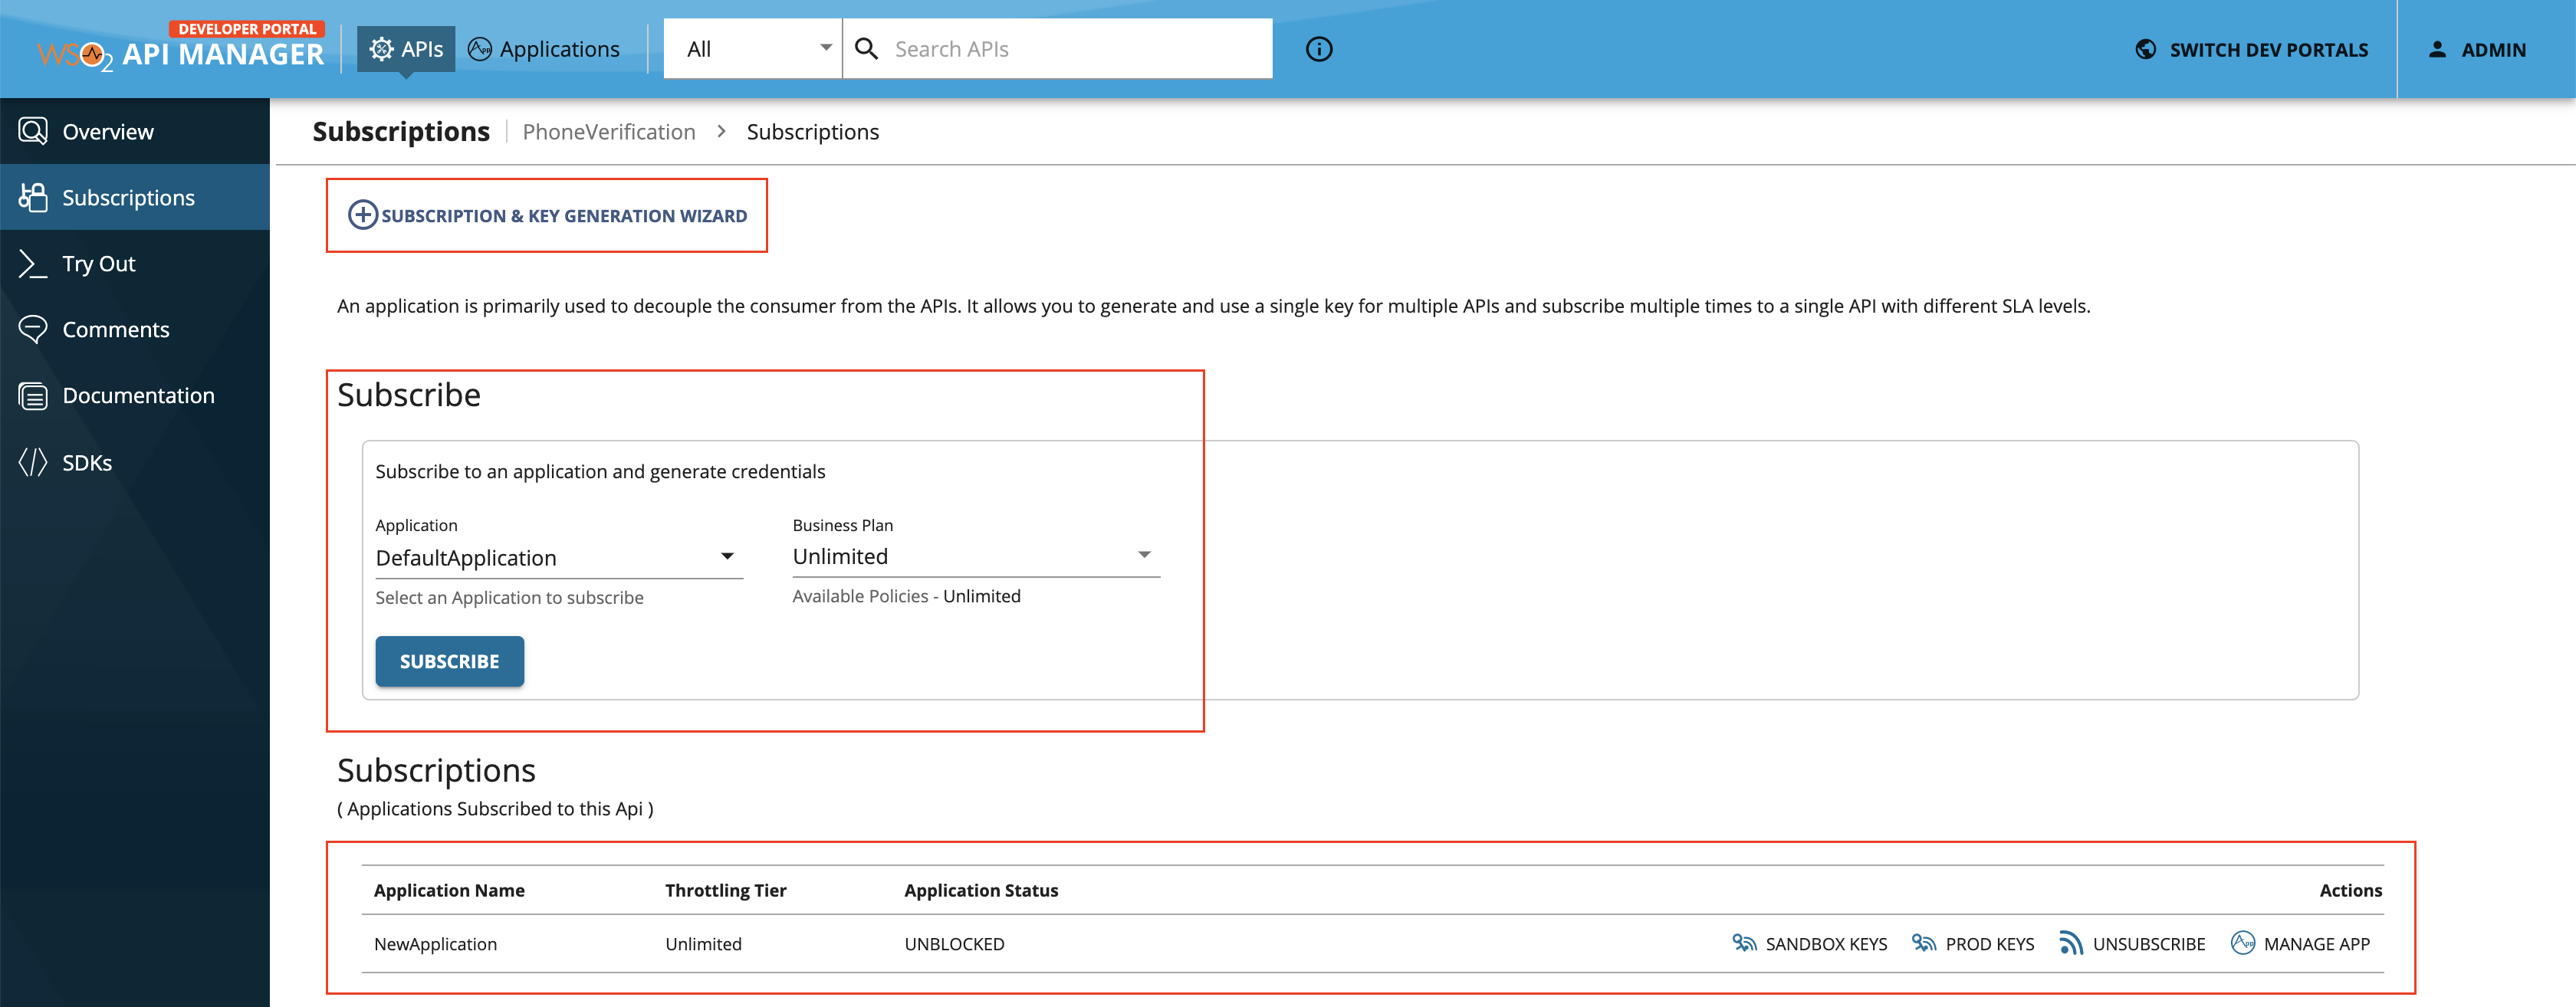 DEVELOPER PORTAL
WSO2 API MANAGER
APIs
Applications
All
Search APIs
SWITCH DEV PORTALS
ADMIN
Overview
Subscriptions
Try Out
Comments
Documentation
SDKs
Subscriptions
PhoneVerification > Subscriptions
SUBSCRIPTION & KEY GENERATION WIZARD
An application is primarily used to decouple the consumer from the APIs. It allows you to generate and use a single key for multiple APIs and subscribe multiple times to a single API with different SLA levels.
Subscribe
Subscribe to an application and generate credentials
Application
DefaultApplication
Select an Application to subscribe
Business Plan
Unlimited
Available Policies - Unlimited
SUBSCRIBE
Subscriptions
( Applications Subscribed to this Api )
Application Name Throttling Tier Application Status Actions
NewApplication Unlimited UNBLOCKED SANDBOX KEYS PROD KEYS UNSUBSCRIBE MANAGE APP